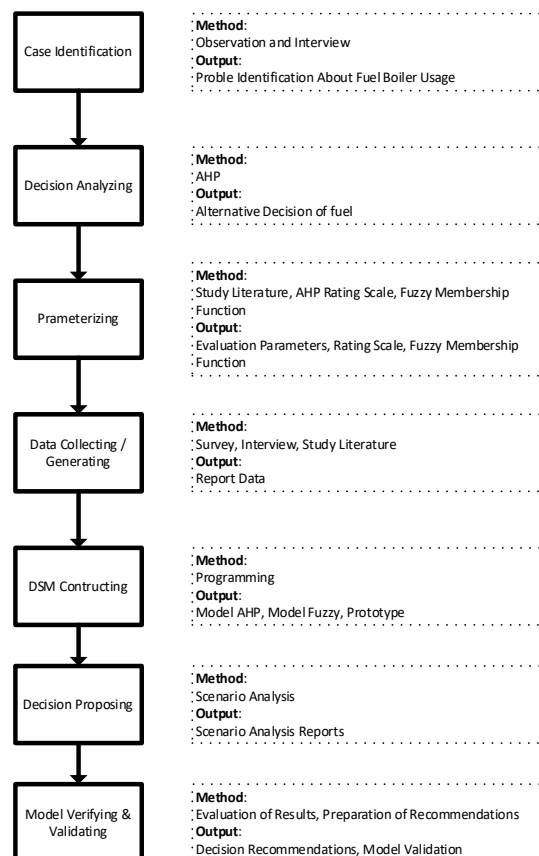 Case Identification
Method:
Observation and Interview
Output:
Proble Identification About Fuel Boiler Usage
Decision Analyzing
Method:
AHP
Output:
Alternative Decision of fuel
Prameterizing
Method:
Study Literature, AHP Rating Scale, Fuzzy Membership
Function
Output:
Evaluation Parameters, Rating Scale, Fuzzy Membership
Function
Data Collecting /
Generating
Method:
Survey, Interview, Study Literature
Output:
Report Data
DSM Contructing
Method:
Programming
Output:
Model AHP, Model Fuzzy, Prototype
Decision Proposing
Method:
Scenario Analysis
Output:
Scenario Analysis Reports
Model Verifying &
Validating
Method:
Evaluation of Results, Preparation of Recommendations
Output:
Decision Recommendations, Model Validation